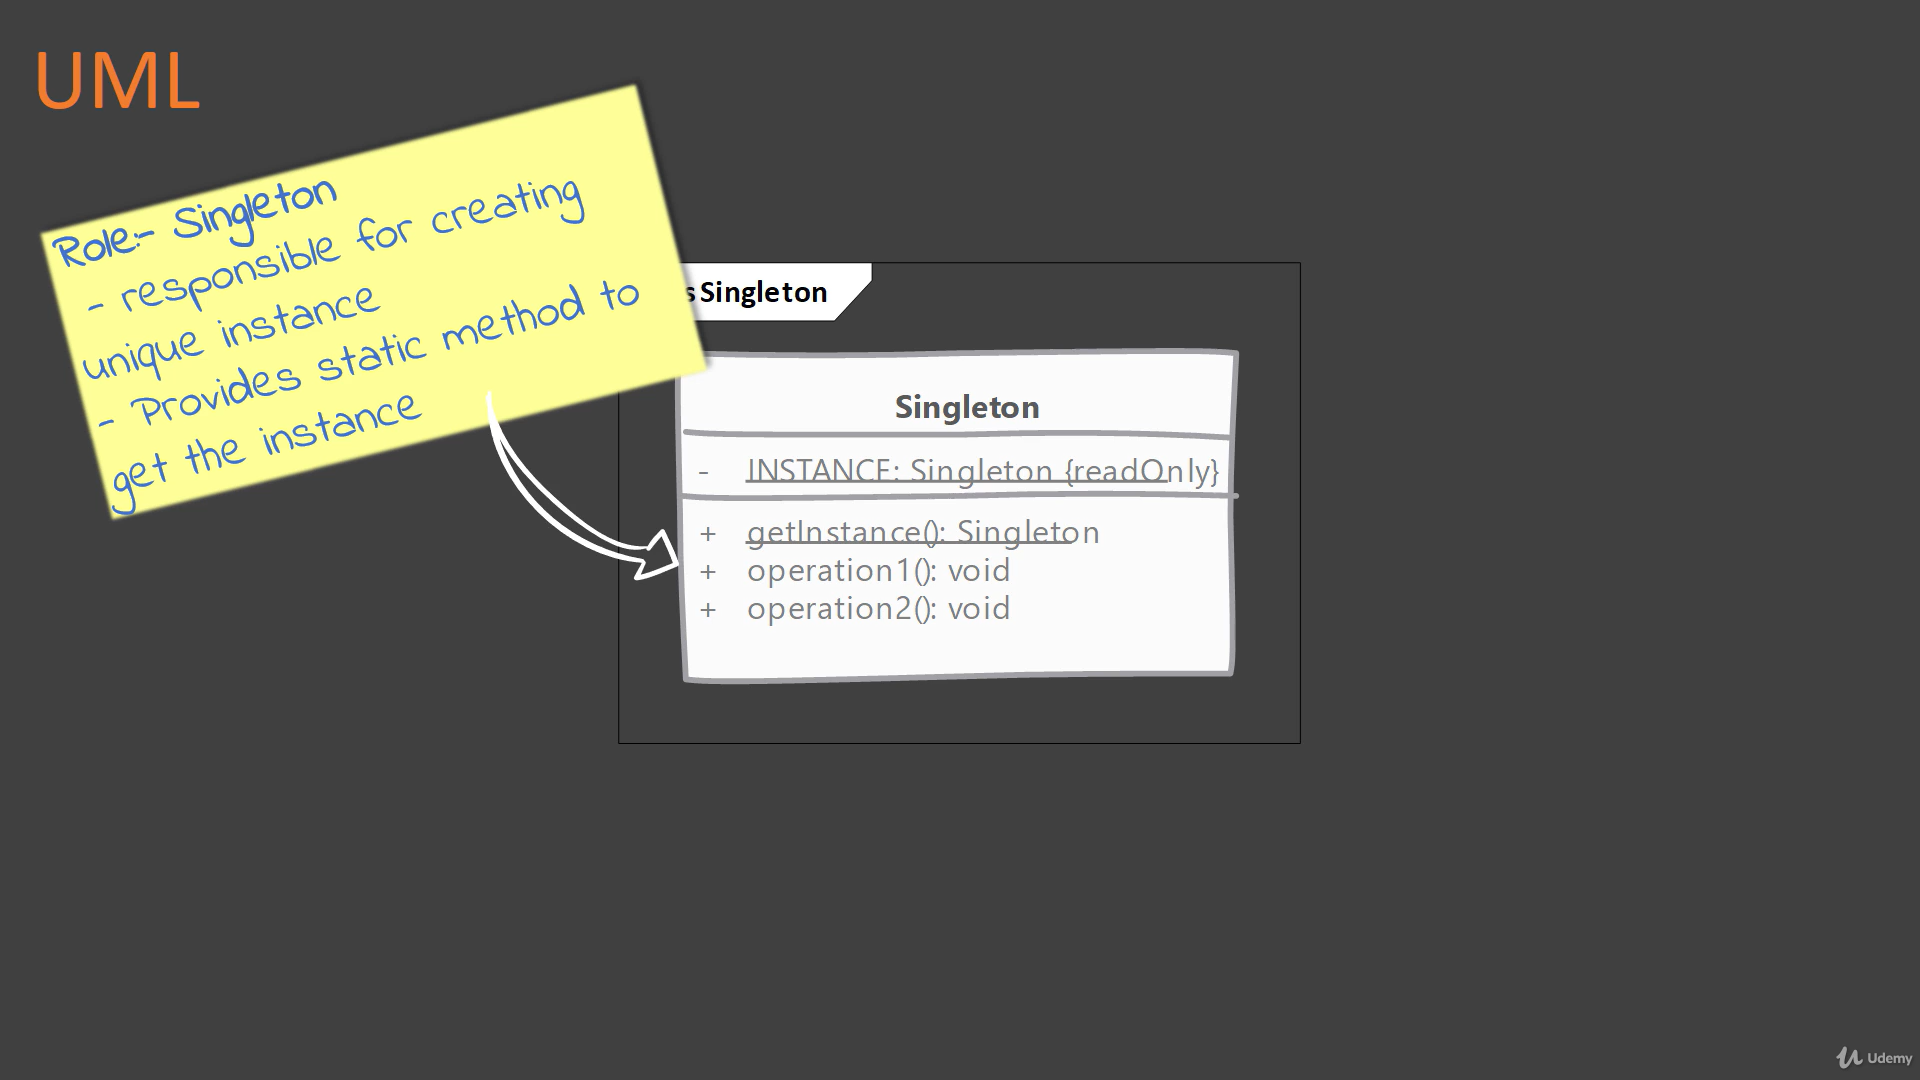 UML
Role:- Singleton
- responsible for creating
unique instance
- Provides static method to
get the instance
s Singleton
Singleton
- INSTANCE: Singleton {readOnly}
+ getInstance(): Singleton
+ operation1(): void
+ operation2(): void
Udemy